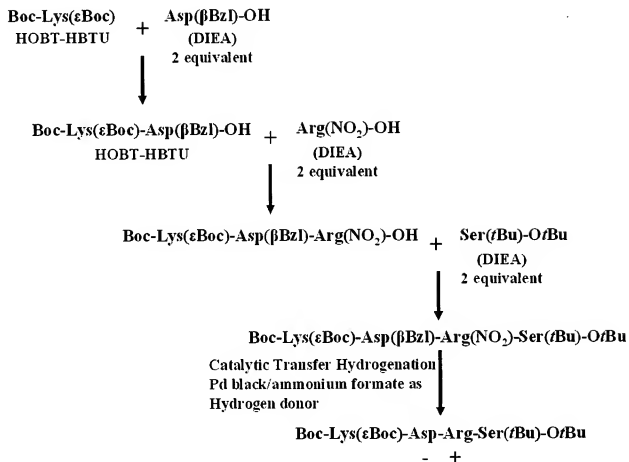 Boc-Lys(εBoc) + Asp(βBzl)-OH
HOBT-HBTU (DIEA)
2 equivalent
Boc-Lys(εBoc)-Asp(βBzl)-OH + Arg(NO₂)-OH
HOBT-HBTU (DIEA)
2 equivalent
Boc-Lys(εBoc)-Asp(βBzl)-Arg(NO₂)-OH + Ser(tBu)-OtBu
(DIEA)
2 equivalent
Boc-Lys(εBoc)-Asp(βBzl)-Arg(NO₂)-Ser(tBu)-OtBu
Catalytic Transfer Hydrogenation
Pd black/ammonium formate as
Hydrogen donor
Boc-Lys(εBoc)-Asp-Arg-Ser(tBu)-OtBu
- +